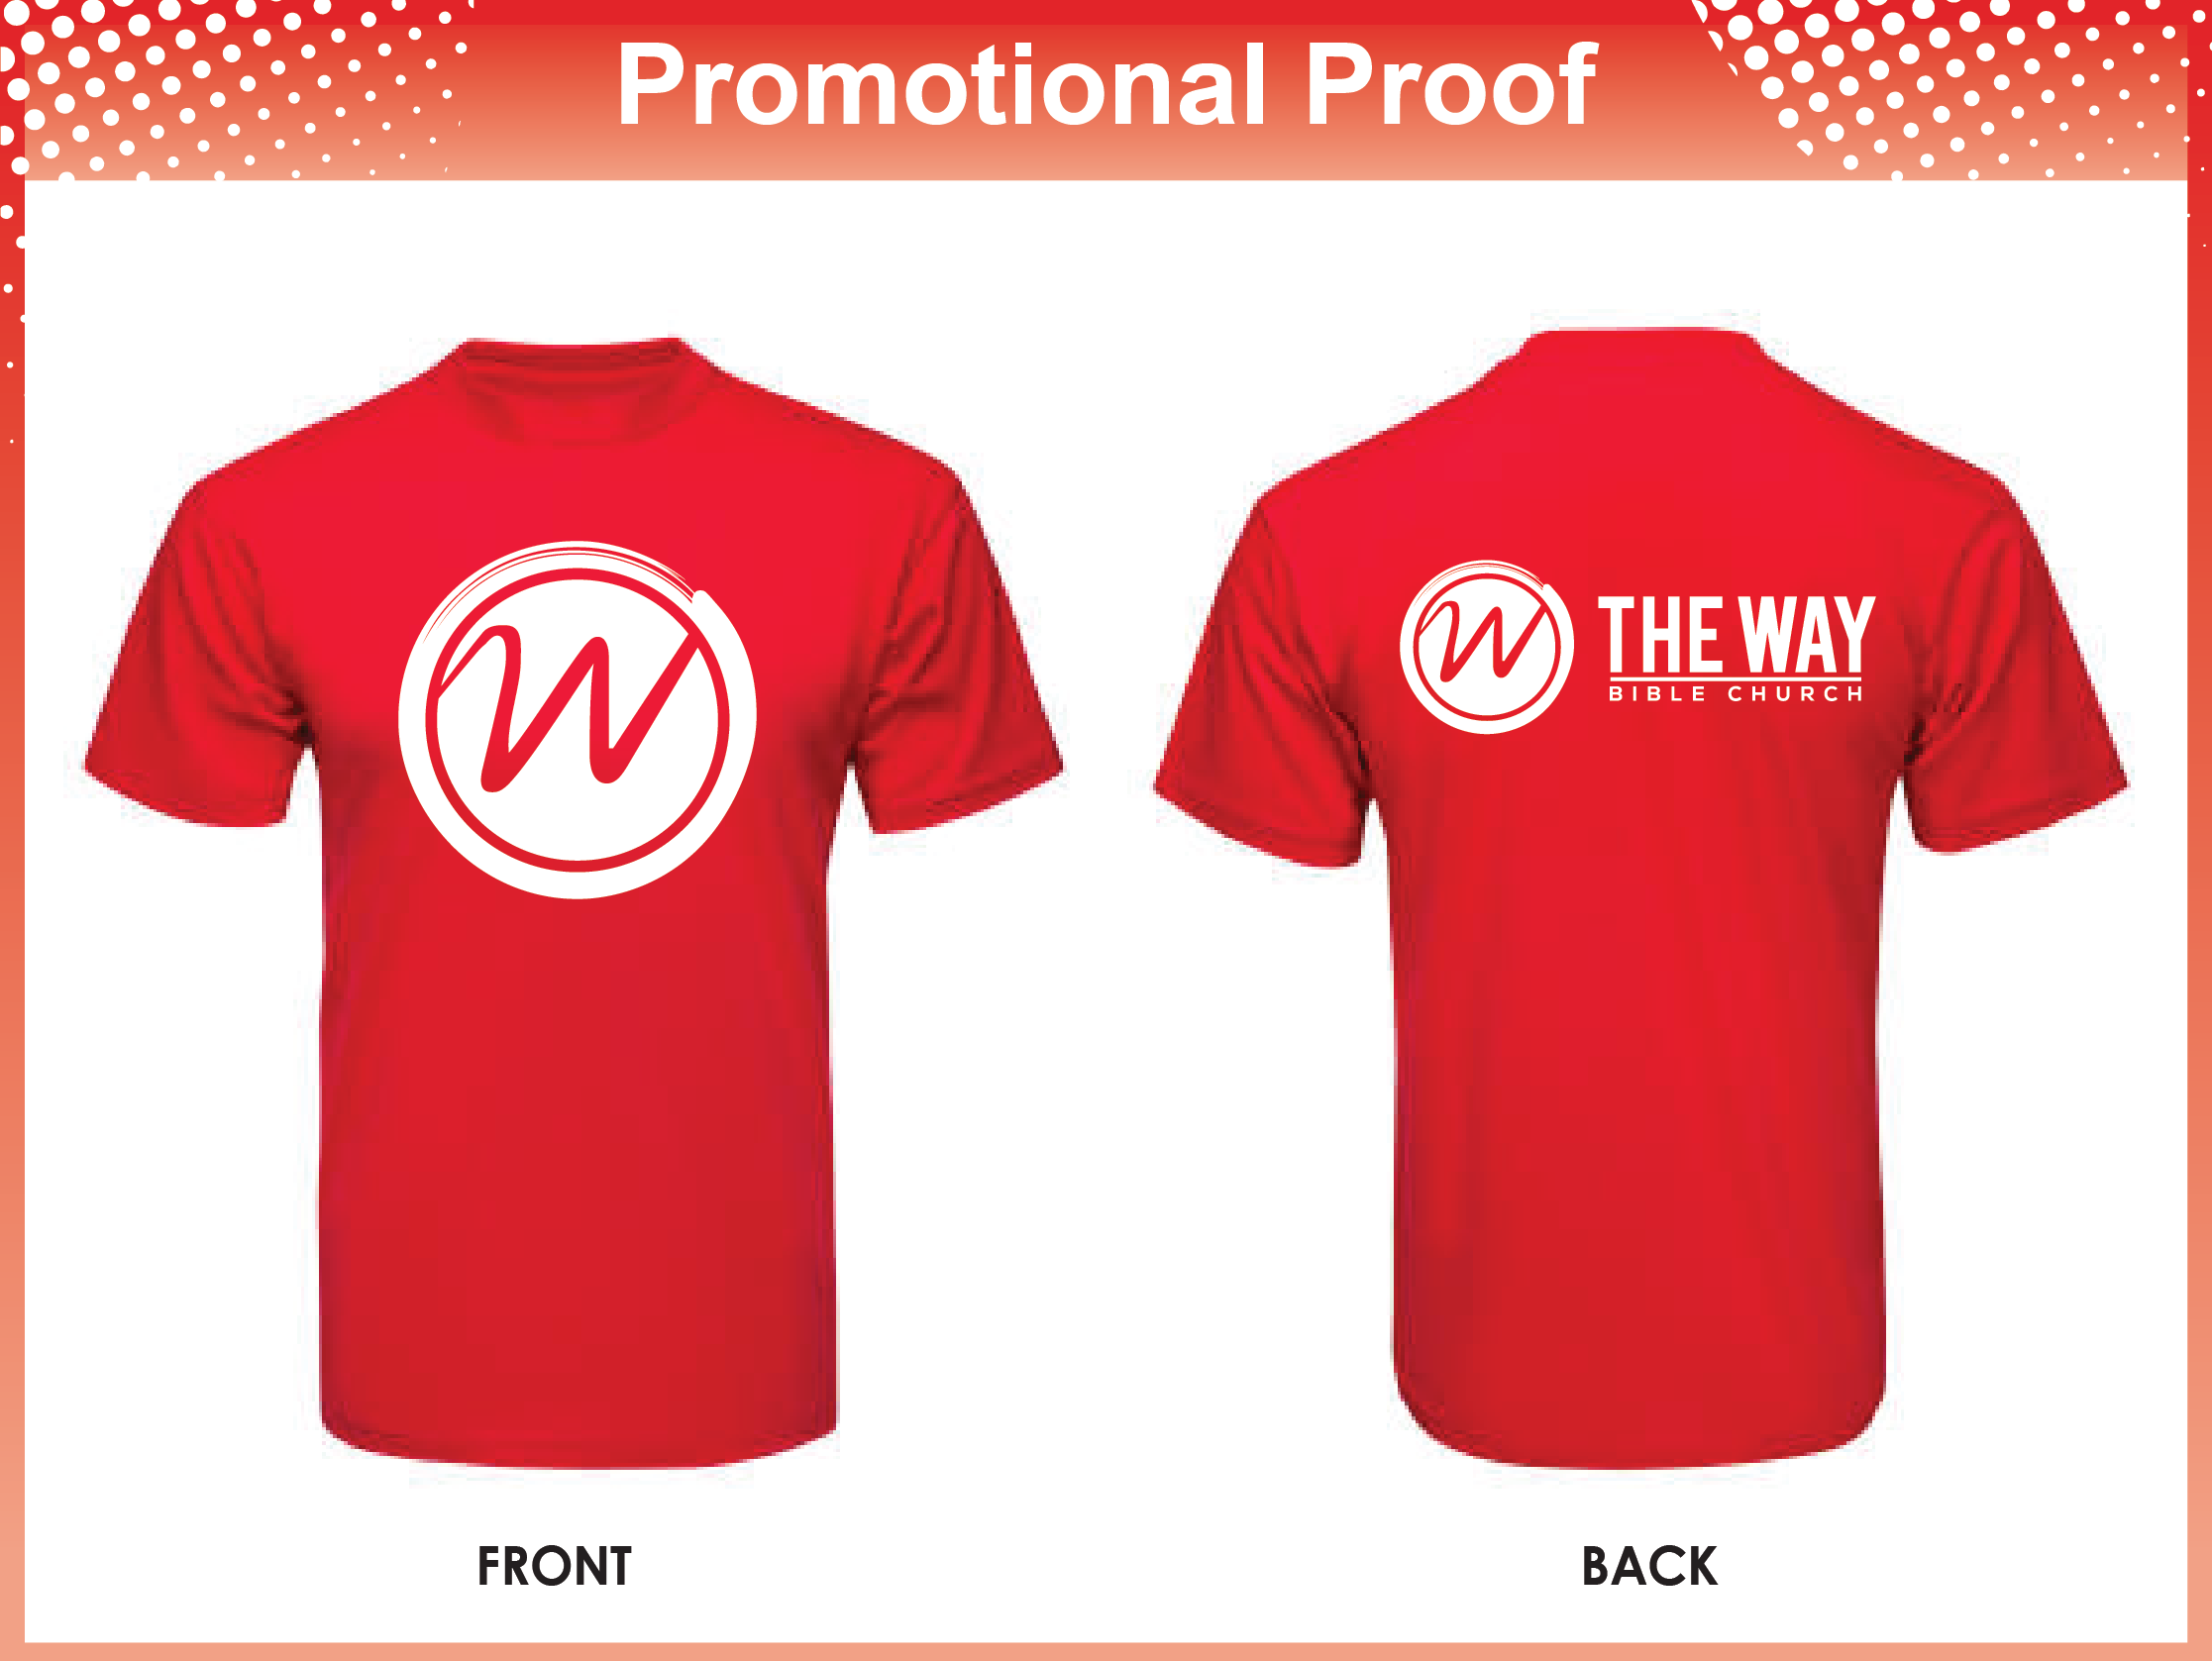 Promotional Proof
W
W
THE WAY
BIBLE CHURCH
FRONT
BACK